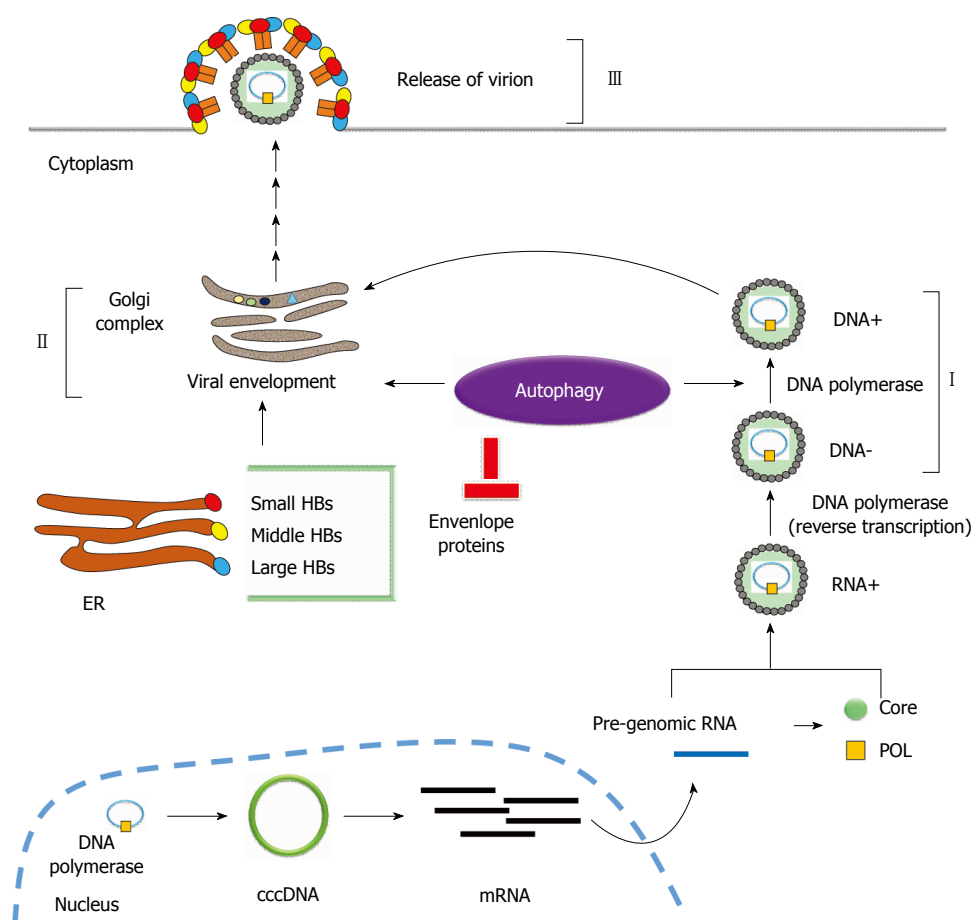 Release of virion
Ⅲ
Cytoplasm
Golgi
complex
Ⅱ
Viral envelopment
DNA+
DNA polymerase
Ⅰ
Autophagy
DNA-
Small HBs
Middle HBs
Large HBs
ER
Envenlope
proteins
DNA polymerase
(reverse transcription)
RNA+
Pre-genomic RNA
Core
POL
DNA
polymerase
cccDNA
mRNA
Nucleus